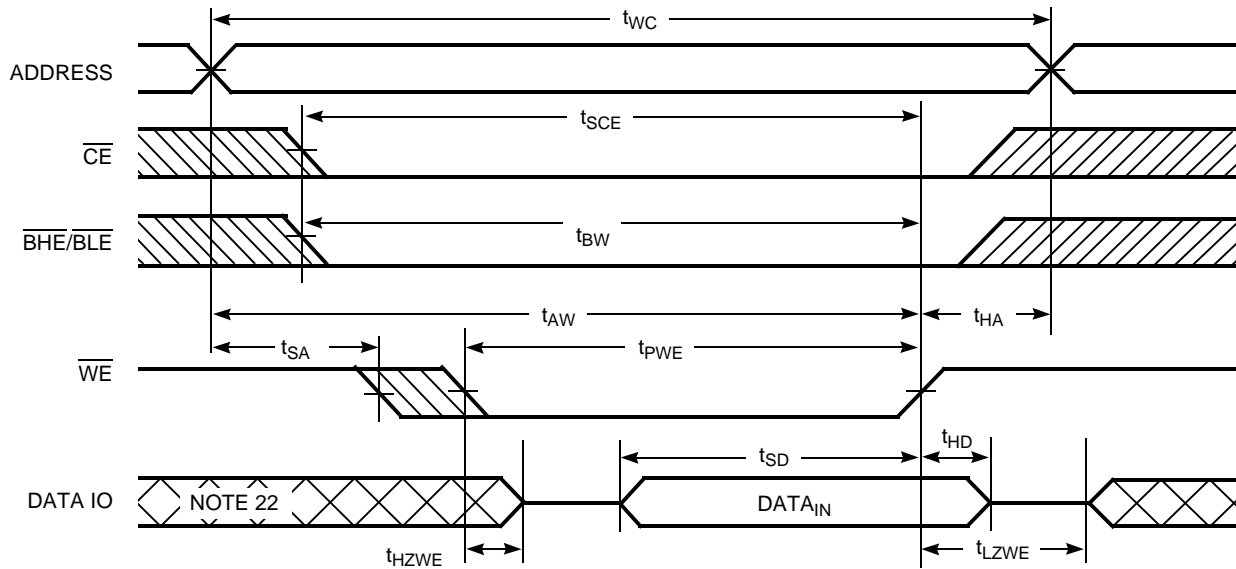 tWC
ADDRESS
tSCE
CE
BHE/BLE
tBW
tAW
tHA
tSA
tPWE
WE
tHD
tSD
DATA IO
NOTE 22
DATAIN
tHZWE
tLZWE